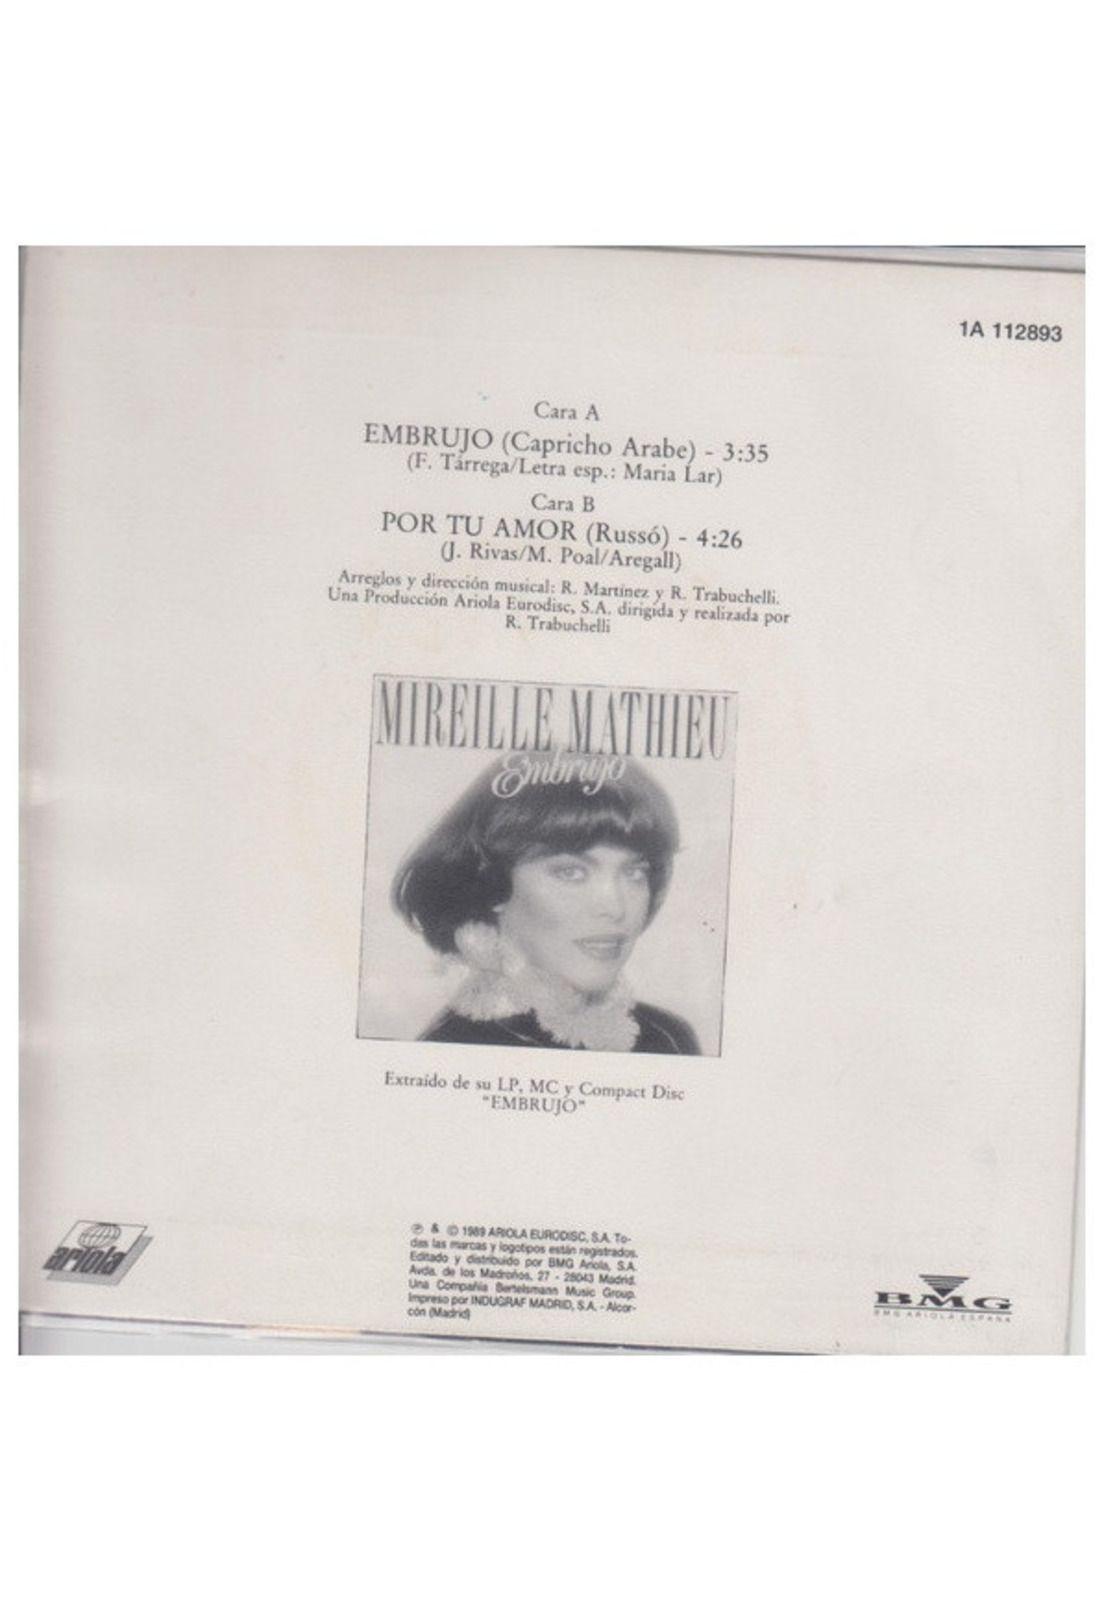 1A 112893
Cara A
EMBRUJO (Capricho Arabe) - 3:35
(F. Tárrega/Letra esp.: Maria Lar)
Cara B
POR TU AMOR (Russó) - 4:26
(J. Rivas/M. Poal/Aregall)
Arreglos y dirección musical: R. Martínez y R. Trabuchelli.
Una Producción Ariola Eurodisc, S.A. dirigida y realizada por
R. Trabuchelli
MIREILLE MATHIEU
Embrujo
Extraído de su LP, MC y Compact Disc
"EMBRUJO"
ariola
℗ & © 1989 ARIOLA EURODISC, S.A. To-
das las marcas y logotipos están registrados.
Editado y distribuido por BMG Ariola, S.A.
Avda. de los Madroños, 27 - 28043 Madrid.
Una Compañía Bertelsmann Music Group.
Impreso por INDUGRAF MADRID, S.A. - Alcor-
cón (Madrid)
BMG
BMG ARIOLA ESPAÑA